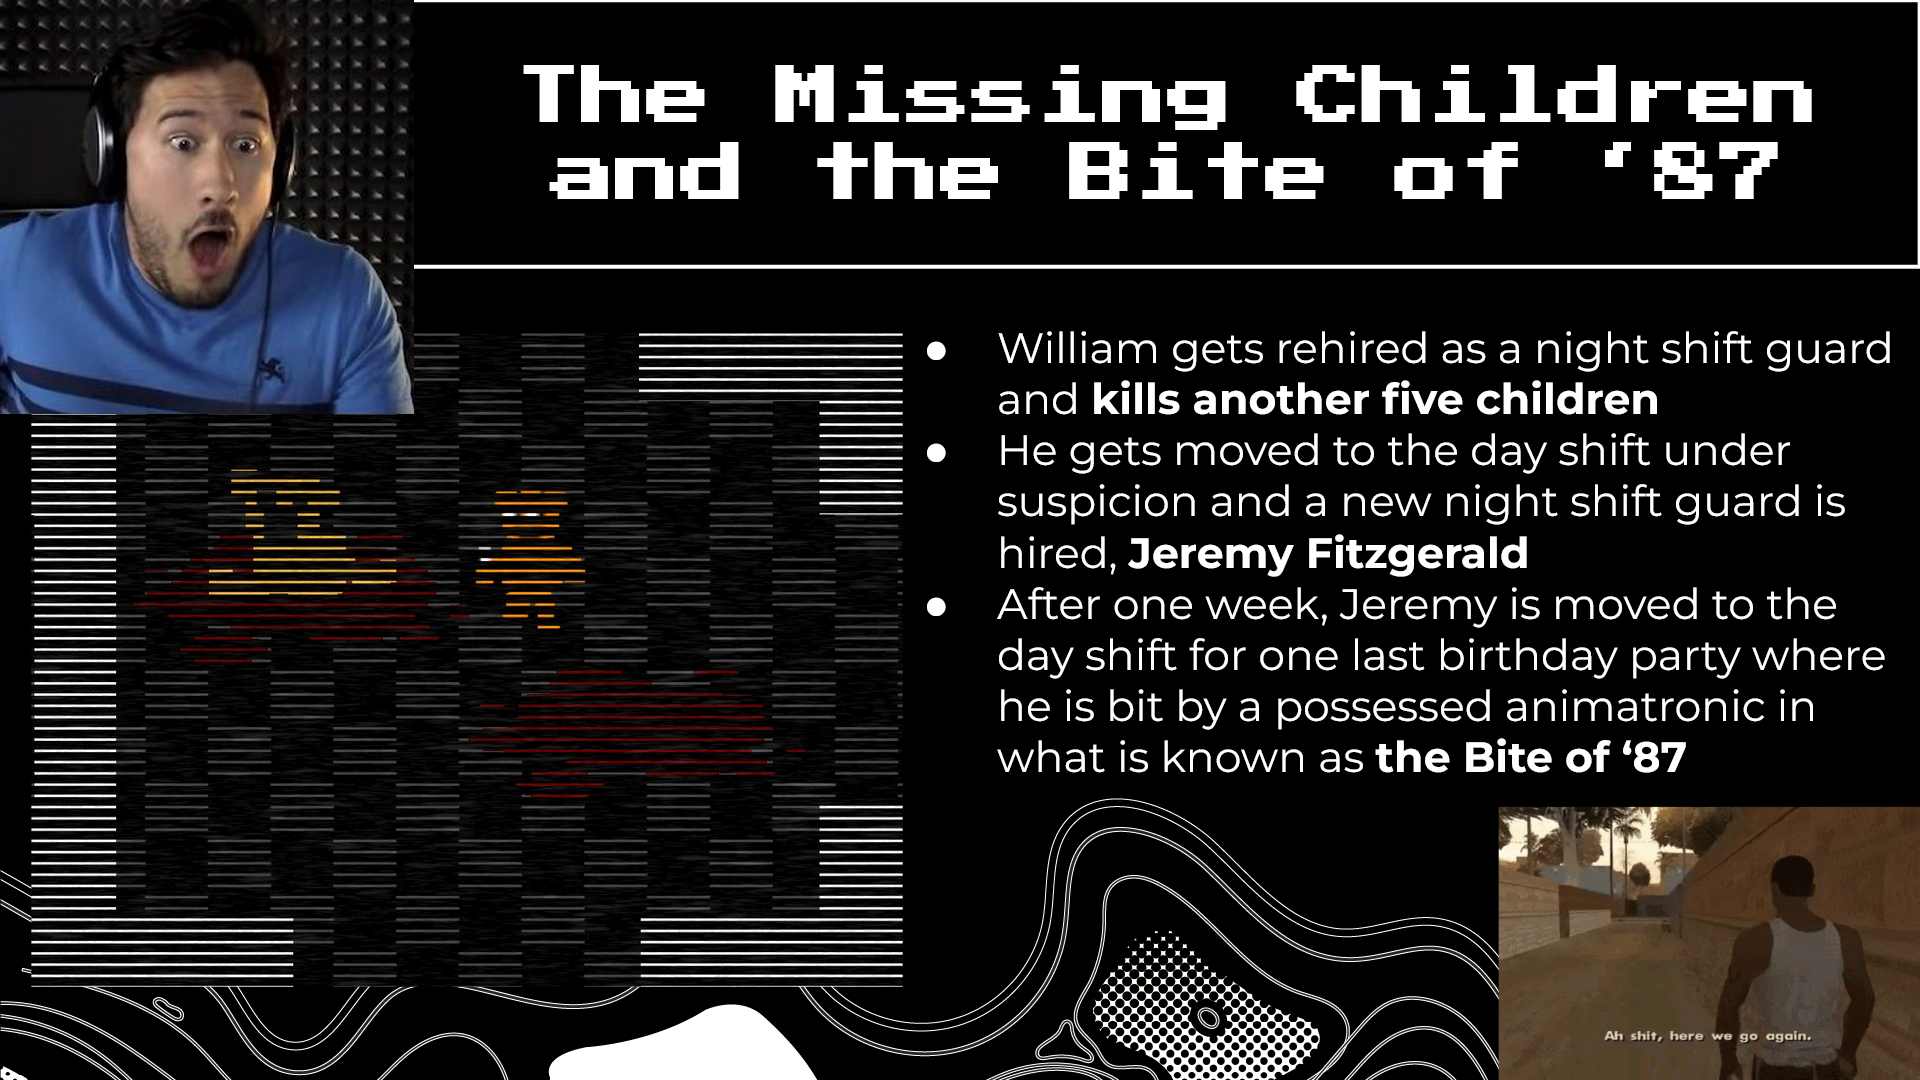 The Missing Children
and the Bite of ‘87
● William gets rehired as a night shift guard
and kills another five children
● He gets moved to the day shift under
suspicion and a new night shift guard is
hired, Jeremy Fitzgerald
● After one week, Jeremy is moved to the
day shift for one last birthday party where
he is bit by a possessed animatronic in
what is known as the Bite of ‘87
Ah shit, here we go again.